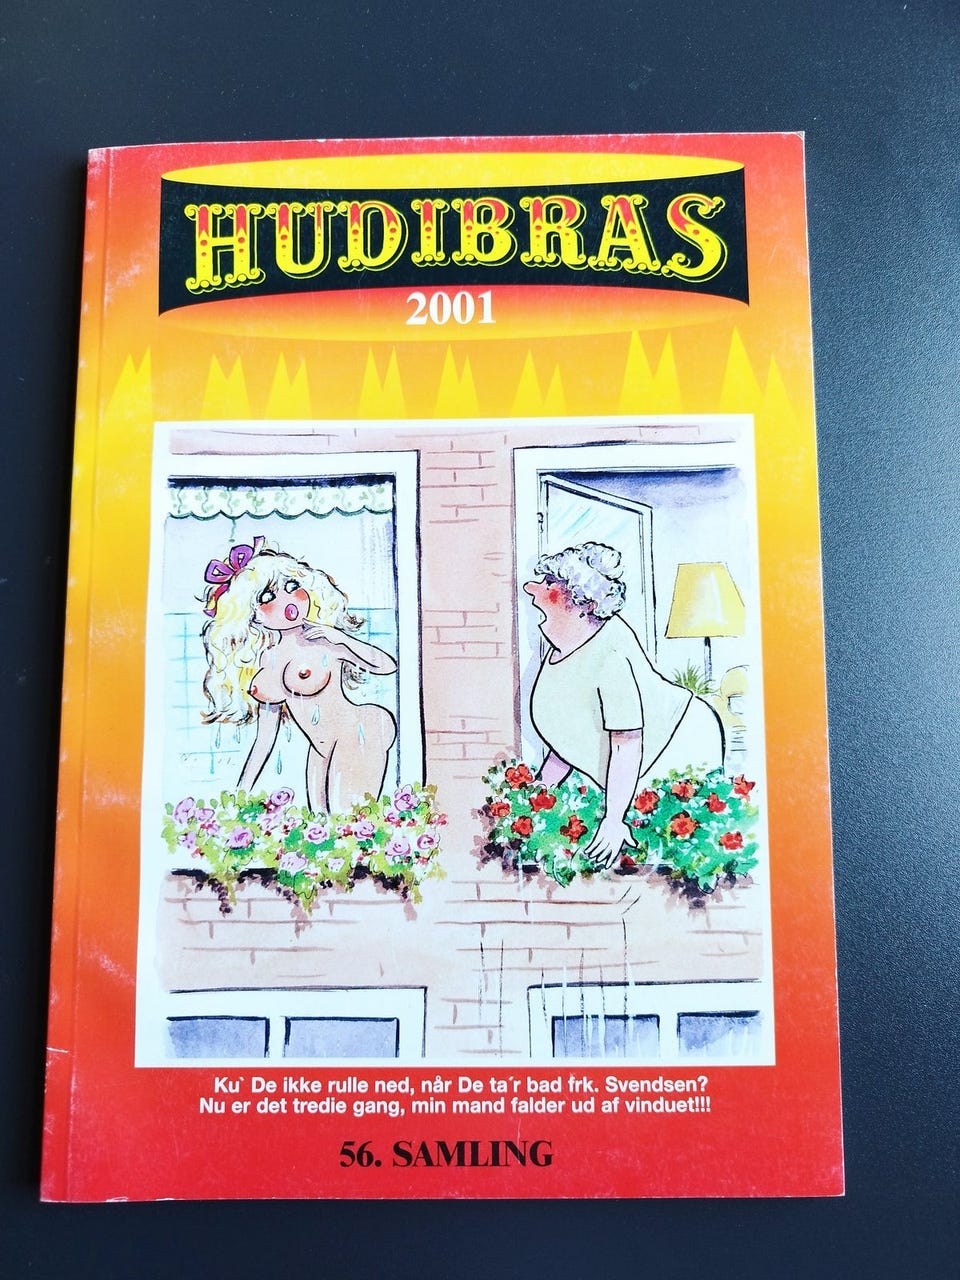 HUDIBRAS
2001
Ku` De ikke rulle ned, når De ta´r bad frk. Svendsen?
Nu er det tredie gang, min mand falder ud af vinduet!!!
56. SAMLING